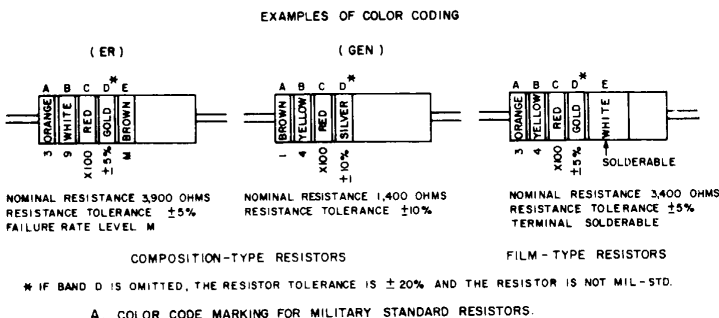 EXAMPLES OF COLOR CODING
(ER)
(GEN)
A B C D* E
ORANGE WHITE RED GOLD BROWN
3 9 X100 ±5% M
NOMINAL RESISTANCE 3,900 OHMS
RESISTANCE TOLERANCE ±5%
FAILURE RATE LEVEL M
A B C D*
BROWN YELLOW RED SILVER
1 4 X100 ±10%
NOMINAL RESISTANCE 1,400 OHMS
RESISTANCE TOLERANCE ±10%
COMPOSITION-TYPE RESISTORS
A B C D* E
ORANGE YELLOW RED GOLD WHITE
3 4 X100 ±5% SOLDERABLE
NOMINAL RESISTANCE 3,400 OHMS
RESISTANCE TOLERANCE ±5%
TERMINAL SOLDERABLE
FILM-TYPE RESISTORS
* IF BAND D IS OMITTED, THE RESISTOR TOLERANCE IS ±20% AND THE RESISTOR IS NOT MIL-STD.
A COLOR CODE MARKING FOR MILITARY STANDARD RESISTORS.